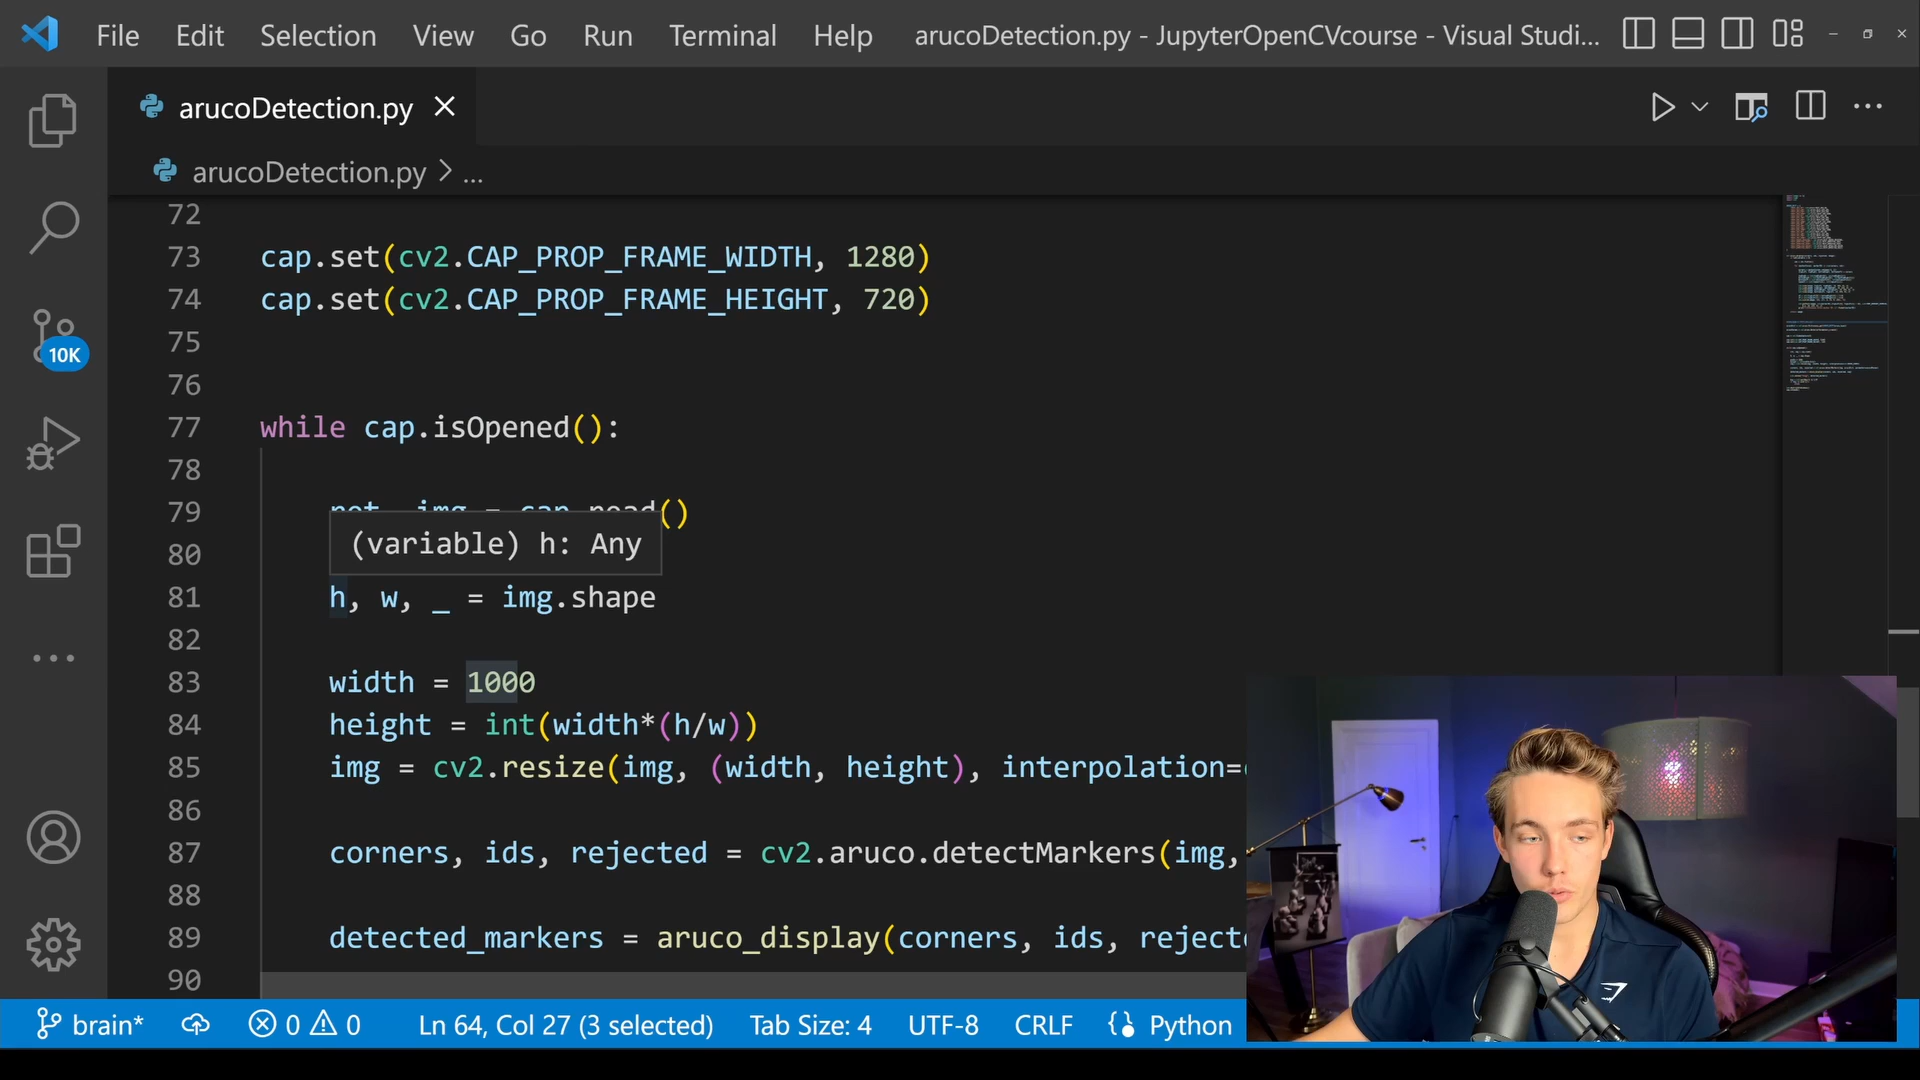 File Edit Selection View Go Run Terminal Help arucoDetection.py - JupyterOpenCVcourse - Visual Studi...
arucoDetection.py
arucoDetection.py > ...
72
73 cap.set(cv2.CAP_PROP_FRAME_WIDTH, 1280)
74 cap.set(cv2.CAP_PROP_FRAME_HEIGHT, 720)
75
76
77 while cap.isOpened():
78
79 ret, img = cap.read()
80 (variable) h: Any
81 h, w, _ = img.shape
82
83 width = 1000
84 height = int(width*(h/w))
85 img = cv2.resize(img, (width, height), interpolation=
86
87 corners, ids, rejected = cv2.aruco.detectMarkers(img,
88
89 detected_markers = aruco_display(corners, ids, rejecte
90
10K
brain* 0 0 Ln 64, Col 27 (3 selected) Tab Size: 4 UTF-8 CRLF Python